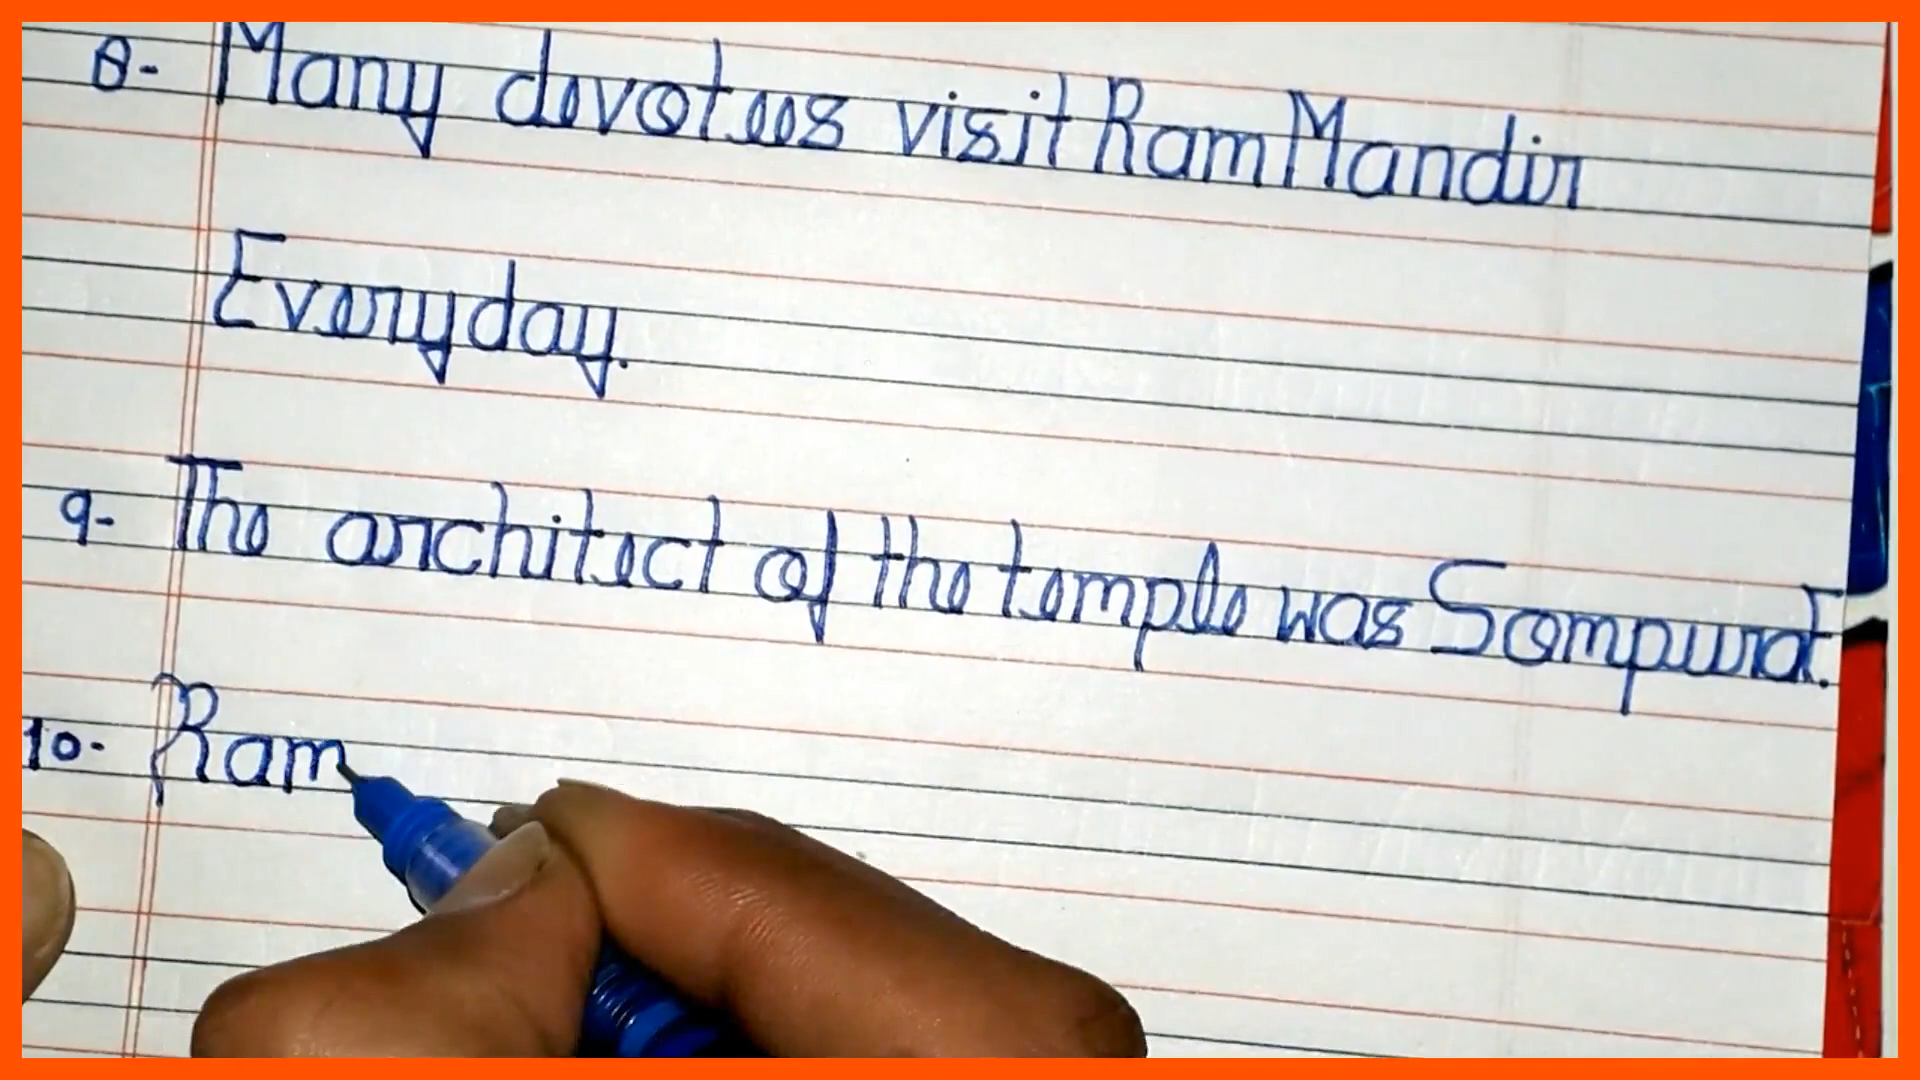 8- Many devotees visit Ram Mandir
Everyday.
9- The architect of the temple was Sompura.
10- Ram